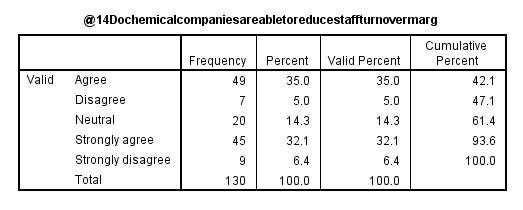 @14Dochemicalcompaniesareabletoreducestaffturnovermarg
Frequency Percent Valid Percent Cumulative Percent
Valid Agree 49 35.0 35.0 42.1
Disagree 7 5.0 5.0 47.1
Neutral 20 14.3 14.3 61.4
Strongly agree 45 32.1 32.1 93.6
Strongly disagree 9 6.4 6.4 100.0
Total 130 100.0 100.0